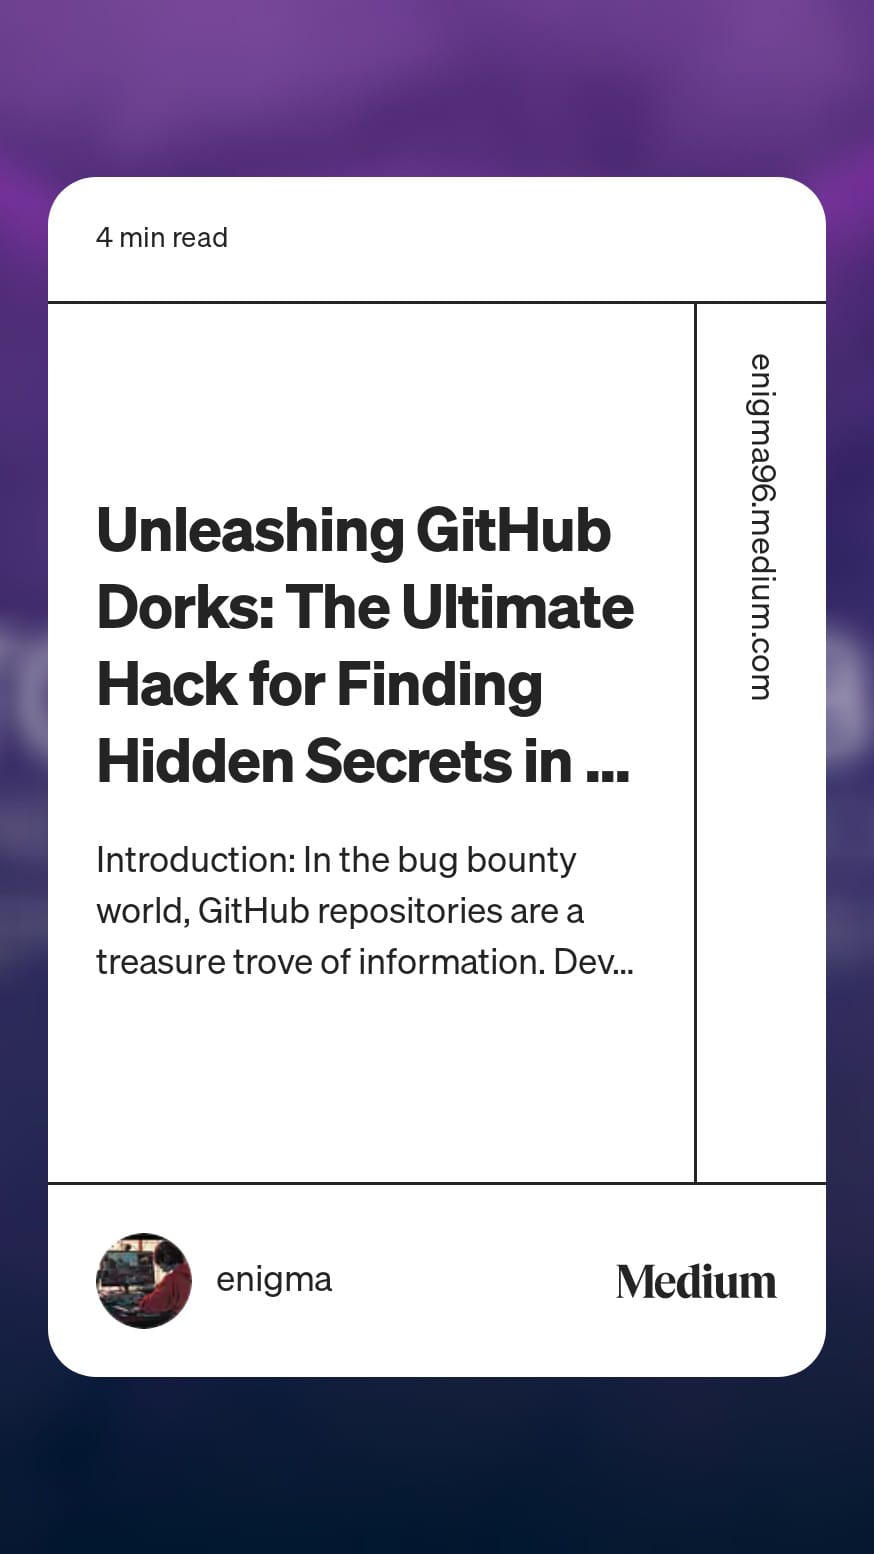 4 min read
enigma96.medium.com
Unleashing GitHub
Dorks: The Ultimate
Hack for Finding
Hidden Secrets in ...
Introduction: In the bug bounty
world, GitHub repositories are a
treasure trove of information. Dev...
enigma
Medium